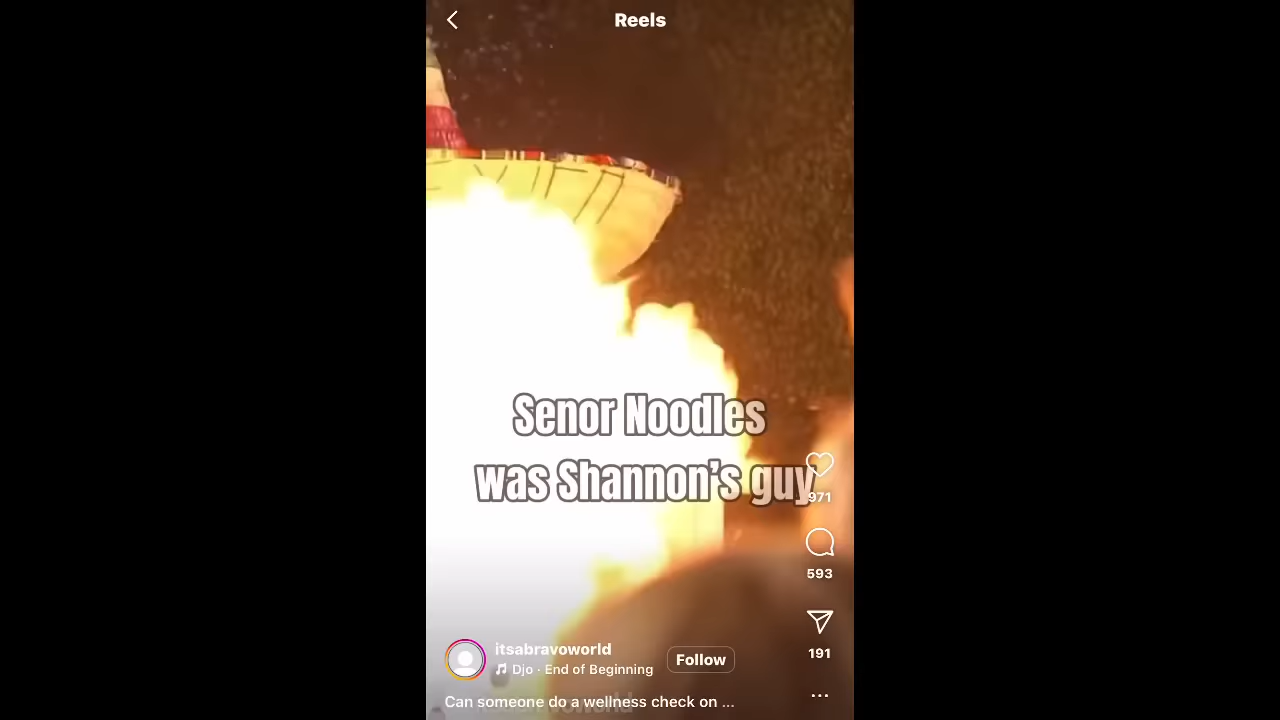 Reels
Senor Noodles
was Shannon's guy
971
593
191
itsabravoworld
Follow
Djo · End of Beginning
Can someone do a wellness check on ...